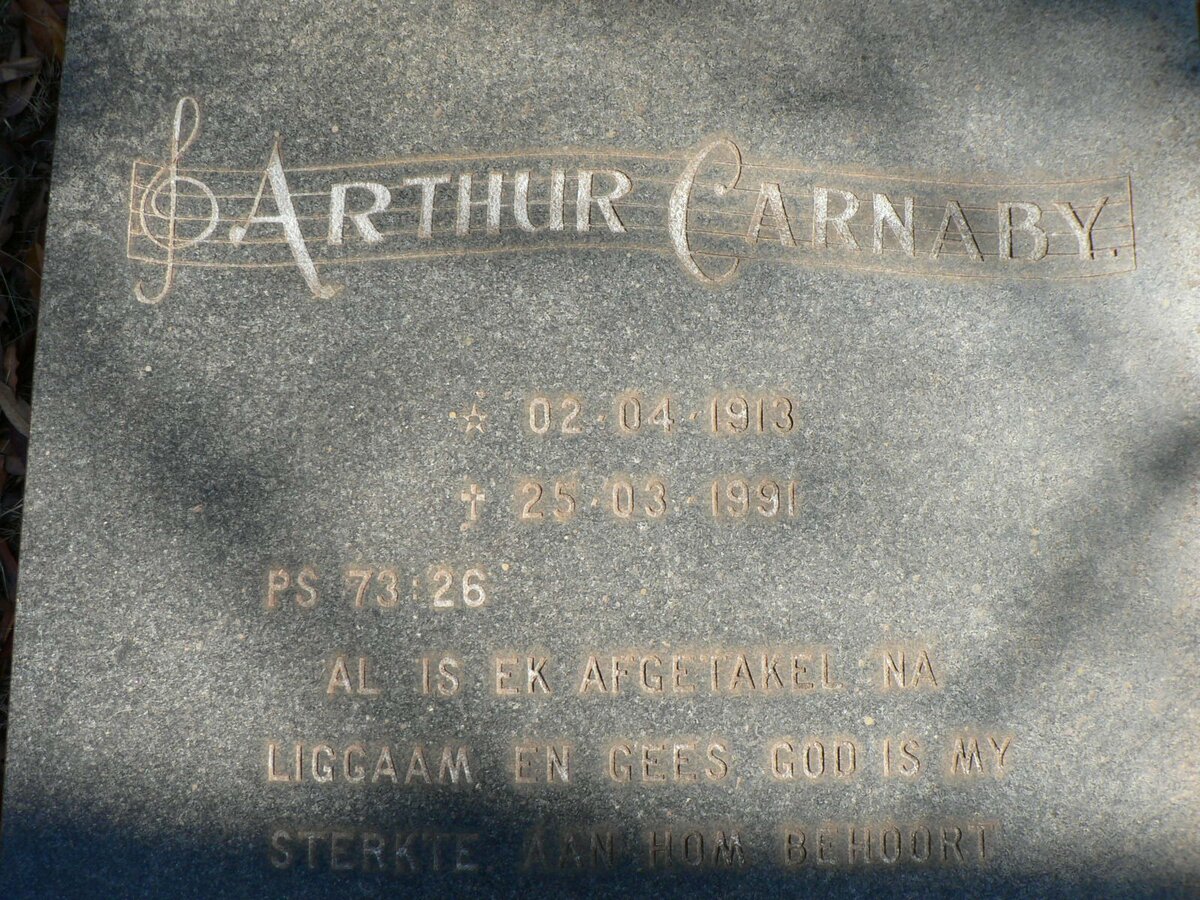 ARTHUR CARNABY.
☆ 02·04·1913
✝ 25·03·1991
PS 73:26
AL IS EK AFGETAKEL NA
LIGGAAM EN GEES, GOD IS MY
STERKTE AAN HOM BEHOORT